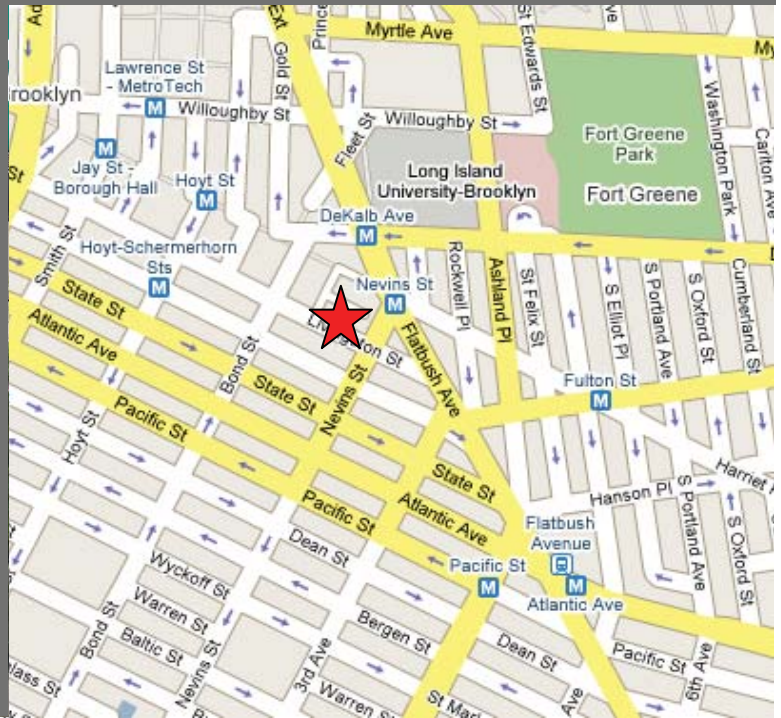 Myrtle Ave
My
St Edwards St
Ext
Gold St
Prince
Lawrence St
- MetroTech
Brooklyn
Willoughby St
Willoughby St
Fleet St
Washington Park
Carlton Ave
Fort Greene
Park
Fort Greene
Long Island
University-Brooklyn
Jay St -
Borough Hall
Hoyt St
St
DeKalb Ave
Hoyt-Schermerhorn
Sts
Smith St
Nevins St
Rockwell Pl
Ashland Pl
St Felix St
S Elliot Pl
S Portland Ave
S Oxford St
Cumberland St
State St
Atlantic Ave
Livingston St
Flatbush Ave
Bond St
Nevins St
State St
Fulton St
Pacific St
Hoyt St
State St
Harriet
Hanson Pl
S Portland Ave
S Oxford St
Pacific St
Atlantic Ave
Flatbush
Avenue
Dean St
Pacific St
Atlantic Ave
Wyckoff St
Warren St
Baltic St
Bond St
Nevins St
3rd Ave
Bergen St
Dean St
Pacific St
6th Ave
Warren St
St Mar
Ave